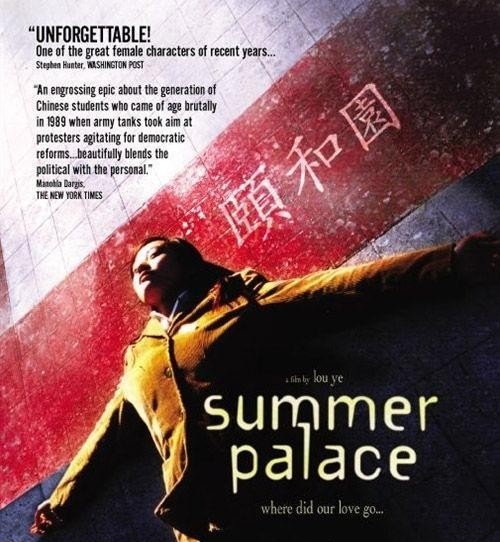 “UNFORGETTABLE!
One of the great female characters of recent years...
Stephen Hunter, WASHINGTON POST
“An engrossing epic about the generation of
Chinese students who came of age brutally
in 1989 when army tanks took aim at
protesters agitating for democratic
reforms...beautifully blends the
political with the personal.”
Manohla Dargis,
THE NEW YORK TIMES
頤和園
a film by lou ye
summer
palace
where did our love go...